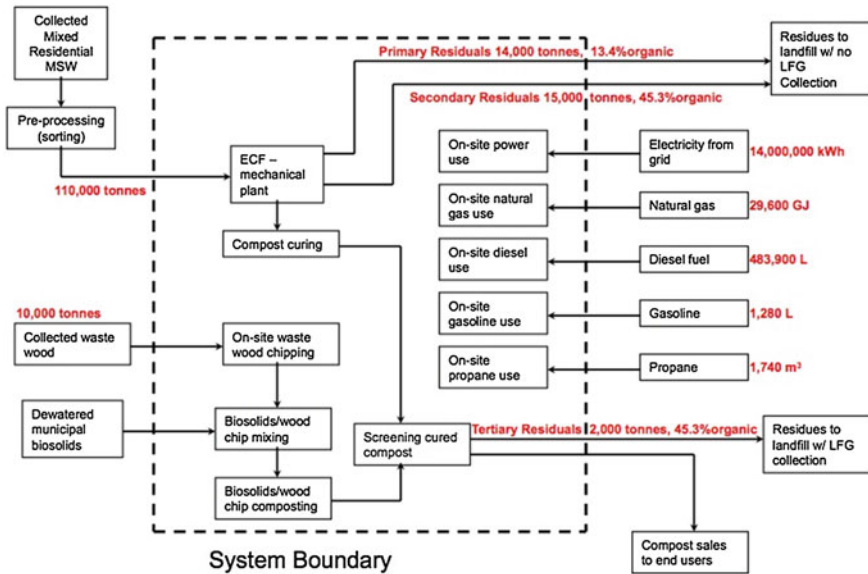 Collected
Mixed
Residential
MSW
Pre-processing
(sorting)
110,000 tonnes
ECF –
mechanical
plant
Compost curing
Primary Residuals 14,000 tonnes, 13.4%organic
Secondary Residuals 15,000 tonnes, 45.3%organic
Residues to
landfill w/ no
LFG
Collection
On-site power
use
Electricity from
grid
14,000,000 kWh
On-site natural
gas use
Natural gas
29,600 GJ
On-site diesel
use
Diesel fuel
483,900 L
On-site
gasoline use
Gasoline
1,280 L
On-site
propane use
Propane
1,740 m³
10,000 tonnes
Collected waste
wood
On-site waste
wood chipping
Dewatered
municipal
biosolids
Biosolids/wood
chip mixing
Biosolids/wood
chip composting
Screening cured
compost
Tertiary Residuals 2,000 tonnes, 45.3%organic
Residues to
landfill w/ LFG
collection
Compost sales
to end users
System Boundary